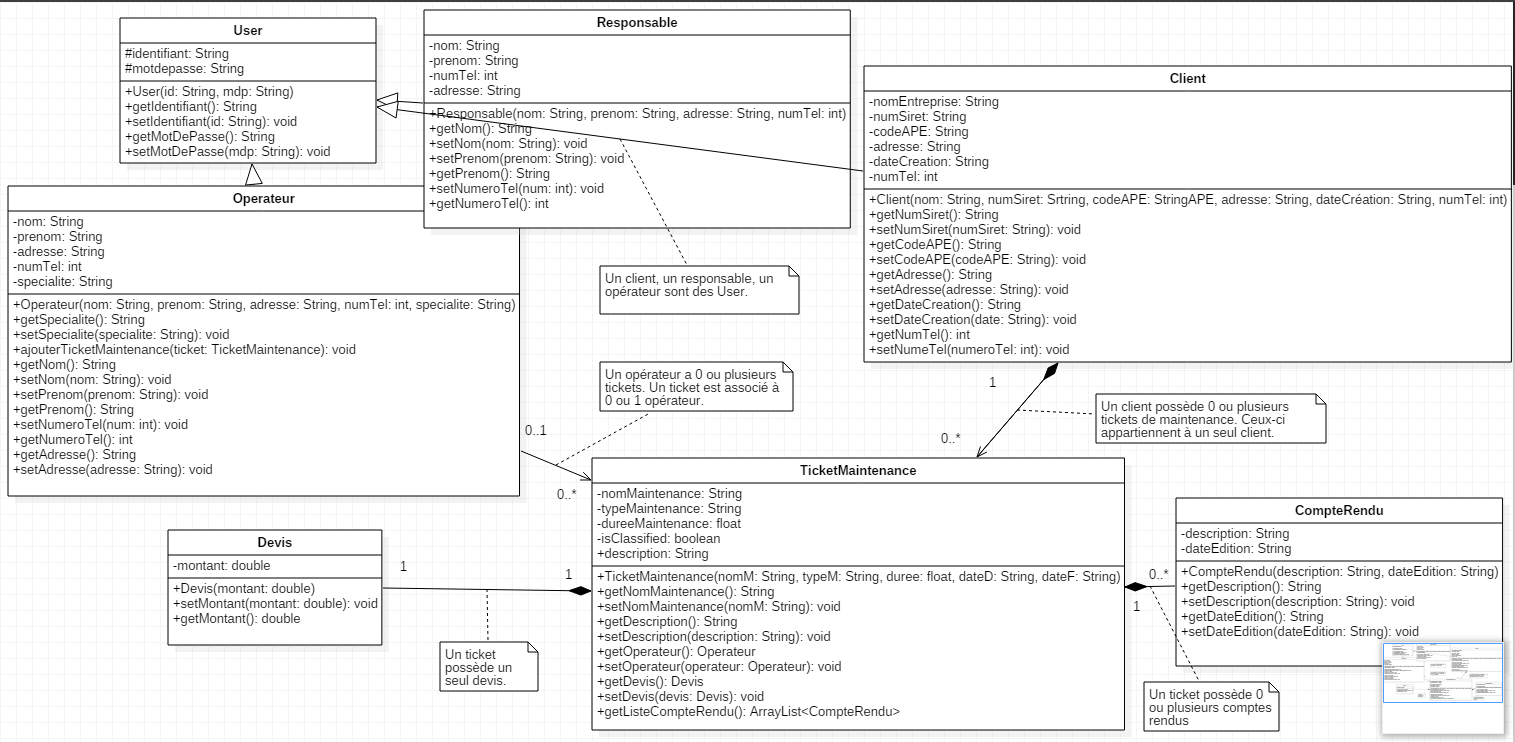 User
#identifiant: String
#motdepasse: String
+User(id: String, mdp: String)
+getIdentifiant(): String
+setIdentifiant(id: String): void
+getMotDePasse(): String
+setMotDePasse(mdp: String): void
Responsable
-nom: String
-prenom: String
-numTel: int
-adresse: String
+Responsable(nom: String, prenom: String, adresse: String, numTel: int)
+getNom(): String
+setNom(nom: String): void
+setPrenom(prenom: String): void
+getPrenom(): String
+setNumeroTel(num: int): void
+getNumeroTel(): int
Client
-nomEntreprise: String
-numSiret: String
-codeAPE: String
-adresse: String
-dateCreation: String
-numTel: int
+Client(nom: String, numSiret: Srtring, codeAPE: StringAPE, adresse: String, dateCréation: String, numTel: int)
+getNumSiret(): String
+setNumSiret(numSiret: String): void
+getCodeAPE(): String
+setCodeAPE(codeAPE: String): void
+getAdresse(): String
+setAdresse(adresse: String): void
+getDateCreation(): String
+setDateCreation(date: String): void
+getNumTel(): int
+setNumeTel(numeroTel: int): void
Operateur
-nom: String
-prenom: String
-adresse: String
-numTel: int
-specialite: String
+Operateur(nom: String, prenom: String, adresse: String, numTel: int, specialite: String)
+getSpecialite(): String
+setSpecialite(specialite: String): void
+ajouterTicketMaintenance(ticket: TicketMaintenance): void
+getNom(): String
+setNom(nom: String): void
+setPrenom(prenom: String): void
+getPrenom(): String
+setNumeroTel(num: int): void
+getNumeroTel(): int
+getAdresse(): String
+setAdresse(adresse: String): void
Un client, un responsable, un
opérateur sont des User.
Un opérateur a 0 ou plusieurs
tickets. Un ticket est associé à
0 ou 1 opérateur.
0..1
0..*
1
0..*
Un client possède 0 ou plusieurs
tickets de maintenance. Ceux-ci
appartiennent à un seul client.
TicketMaintenance
-nomMaintenance: String
-typeMaintenance: String
-dureeMaintenance: float
-isClassified: boolean
+description: String
+TicketMaintenance(nomM: String, typeM: String, duree: float, dateD: String, dateF: String)
+getNomMaintenance(): String
+setNomMaintenance(nomM: String): void
+getDescription(): String
+setDescription(description: String): void
+getOperateur(): Operateur
+setOperateur(operateur: Operateur): void
+getDevis(): Devis
+setDevis(devis: Devis): void
+getListeCompteRendu(): ArrayList<CompteRendu>
Devis
-montant: double
+Devis(montant: double)
+setMontant(montant: double): void
+getMontant(): double
1
1
Un ticket
possède un
seul devis.
CompteRendu
-description: String
-dateEdition: String
+CompteRendu(description: String, dateEdition: String)
+getDescription(): String
+setDescription(description: String): void
+getDateEdition(): String
+setDateEdition(dateEdition: String): void
0..*
1
Un ticket possède 0
ou plusieurs comptes
rendus